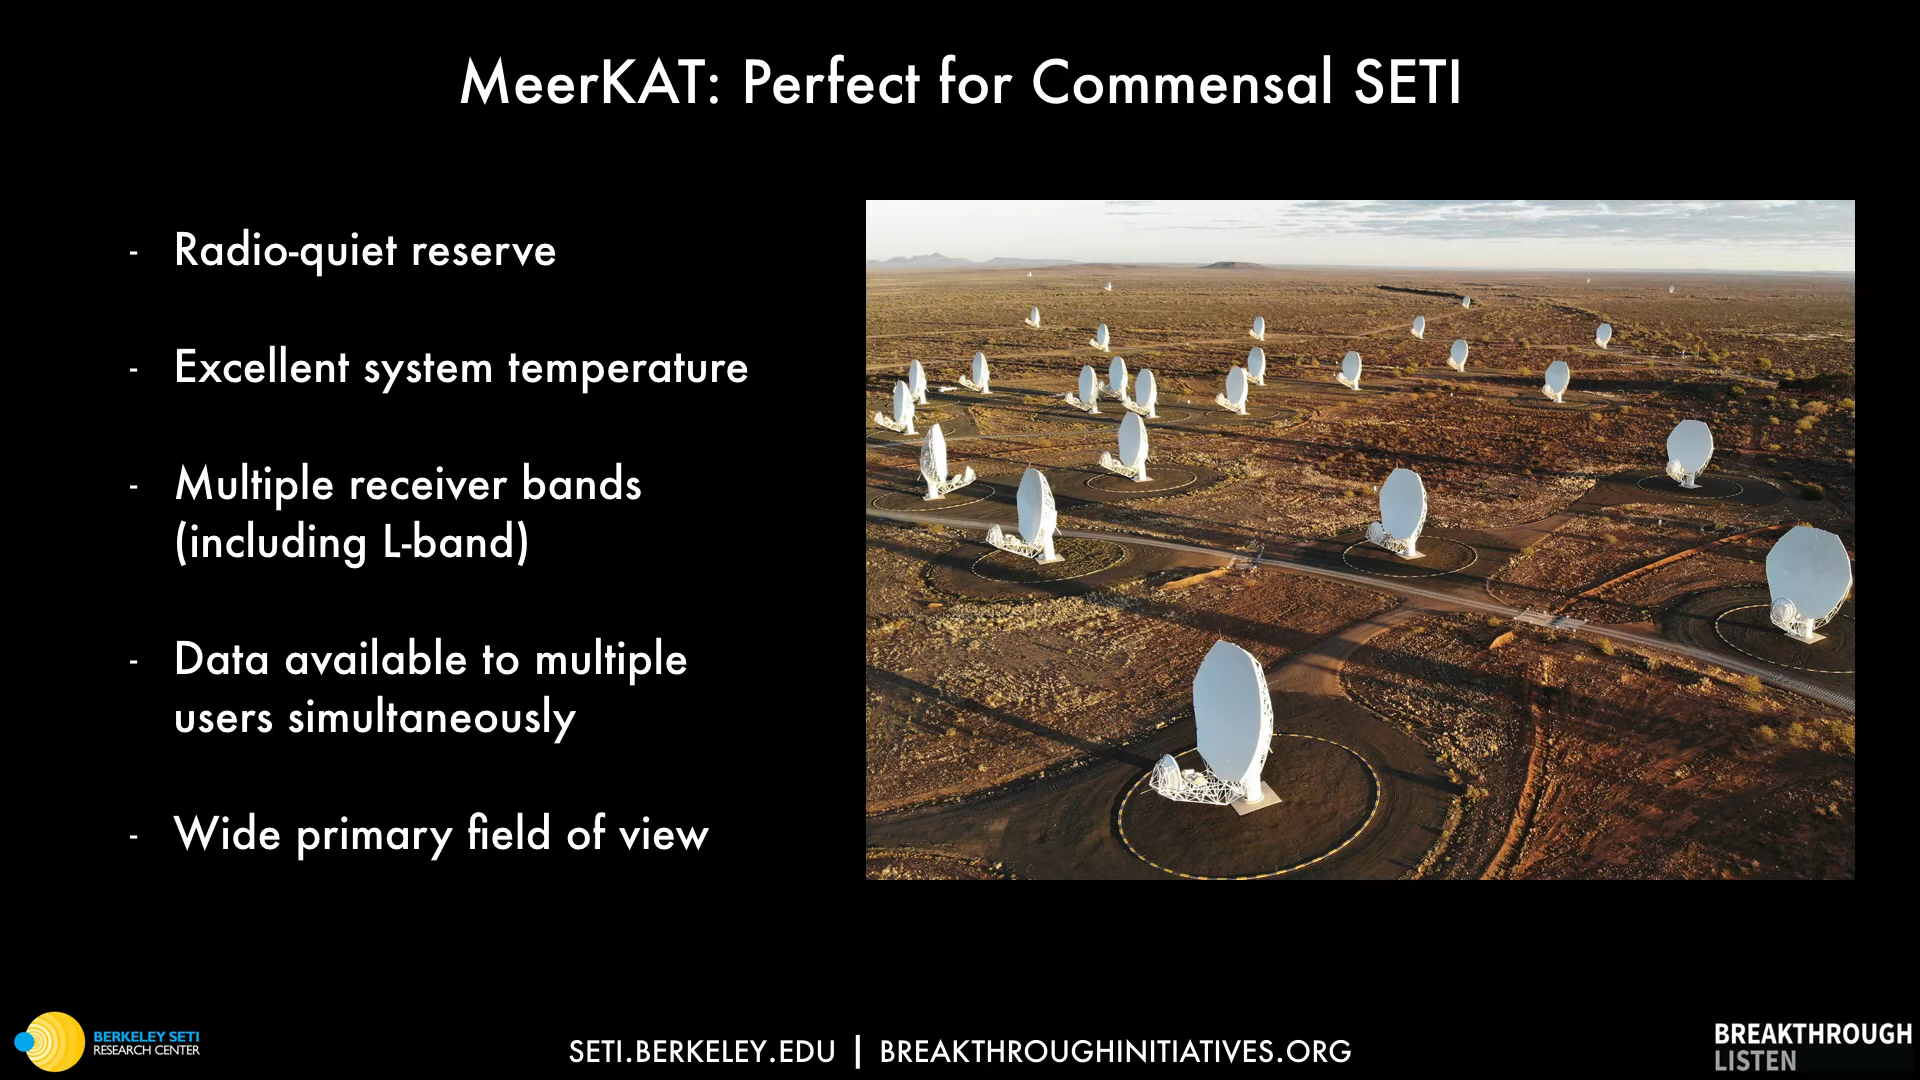 MeerKAT: Perfect for Commensal SETI
- Radio-quiet reserve
- Excellent system temperature
- Multiple receiver bands
(including L-band)
- Data available to multiple
users simultaneously
- Wide primary field of view
BERKELEY SETI
RESEARCH CENTER
SETI.BERKELEY.EDU | BREAKTHROUGHINITIATIVES.ORG
BREAKTHROUGH
LISTEN